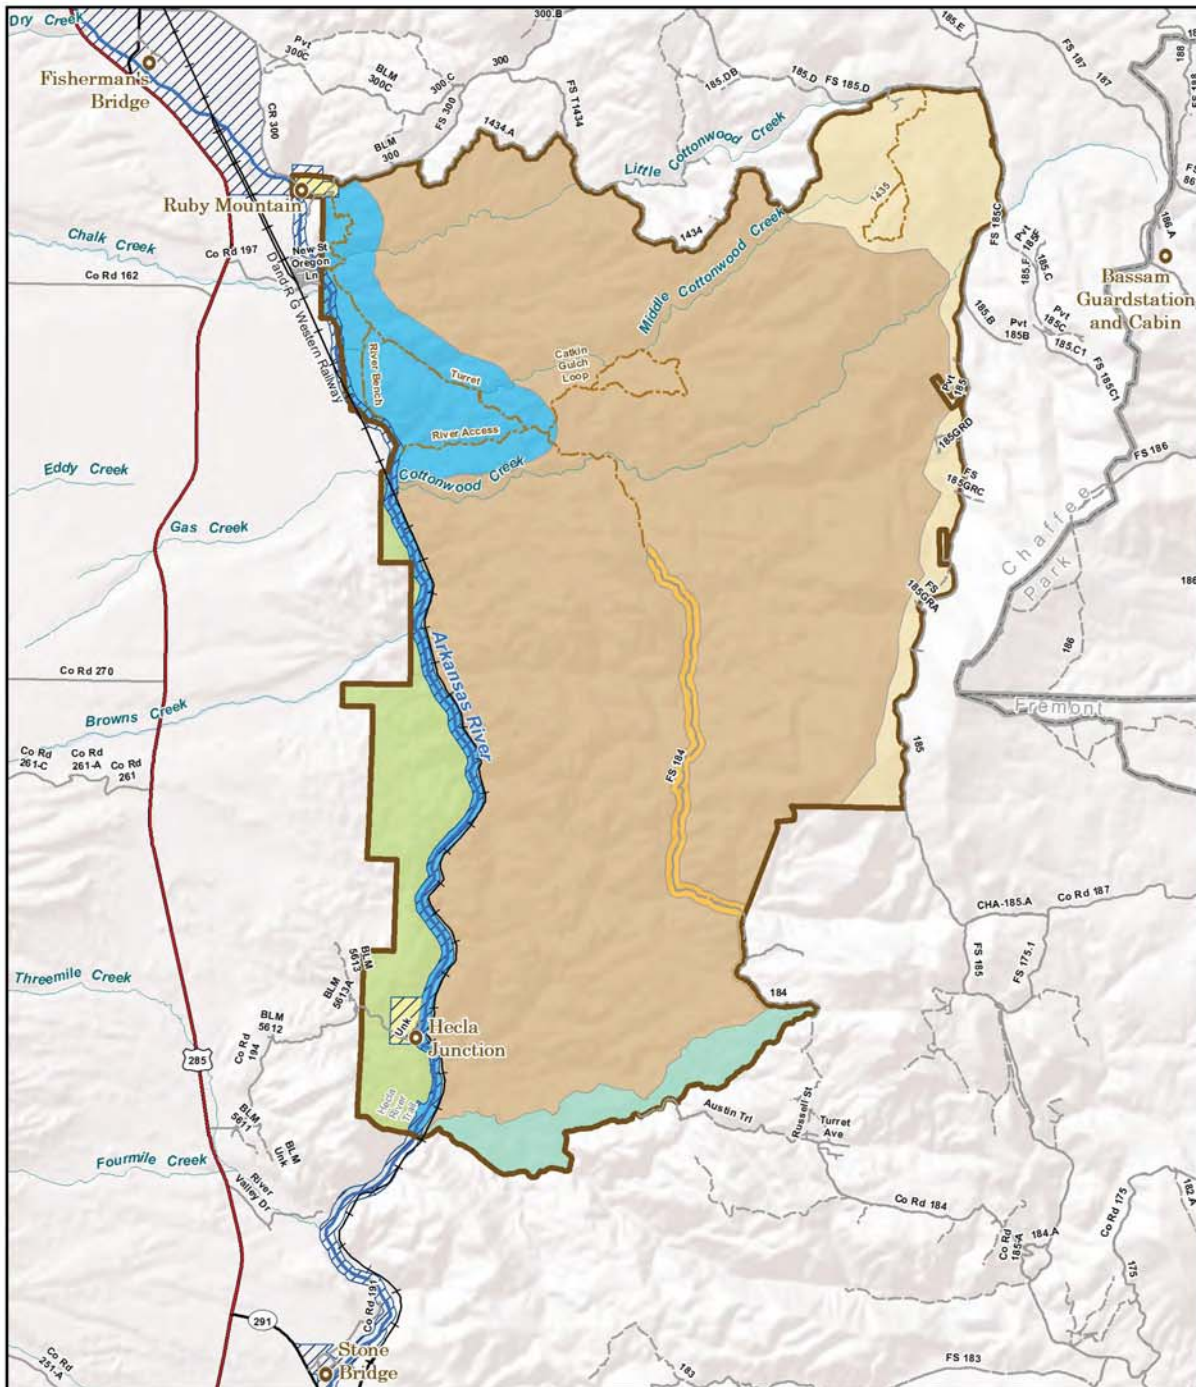 Dry Creek
Fisherman's
Bridge
Pvt
300C
BLM
300C
300.C
300
300.B
FS 300
CR 300
BLM
300
1434.A
FS T1434
185.DB
185.D
FS 185.D
185.E
FS 187
187
188
Little Cottonwood Creek
Ruby Mountain
1435
1434
FS 185C
186.A
Chalk Creek
Co Rd 197
Co Rd 162
New St
Oregon
Ln
D and R G Western Railway
Middle Cottonwood Creek
Pvt
185F
185.F
185.C
Bassam
Guardstation
and Cabin
185.B
Pvt
185B
Pvt
185C
185.C1
FS 185C1
River Bench
Turret
Catkin
Gulch
Loop
Pvt
185
River Access
Cottonwood Creek
185GRD
FS
185GRC
FS 186
Eddy Creek
Gas Creek
Chaffee
Park
FS
185GRA
186
186
Arkansas River
Co Rd 270
Browns Creek
Fremont
Co Rd
261-C
Co Rd
261-A
Co Rd
261
FS 184
185
CHA-185.A
Co Rd 187
Threemile Creek
BLM
5613
BLM
5613A
FS 185
FS 175.1
184
BLM
5612
Co Rd
194
Unk
Hecla
Junction
285
Hecla
River
Trail
Austin Trl
Russell St
Turret
Ave
BLM
5611
BLM
Unk
Fourmile Creek
River
Valley Dr
Co Rd 184
Co Rd
185-A
184.A
Co Rd 175
175
182.A
Co Rd 191
291
Stone
Bridge
Co Rd
251-A
183
FS 183